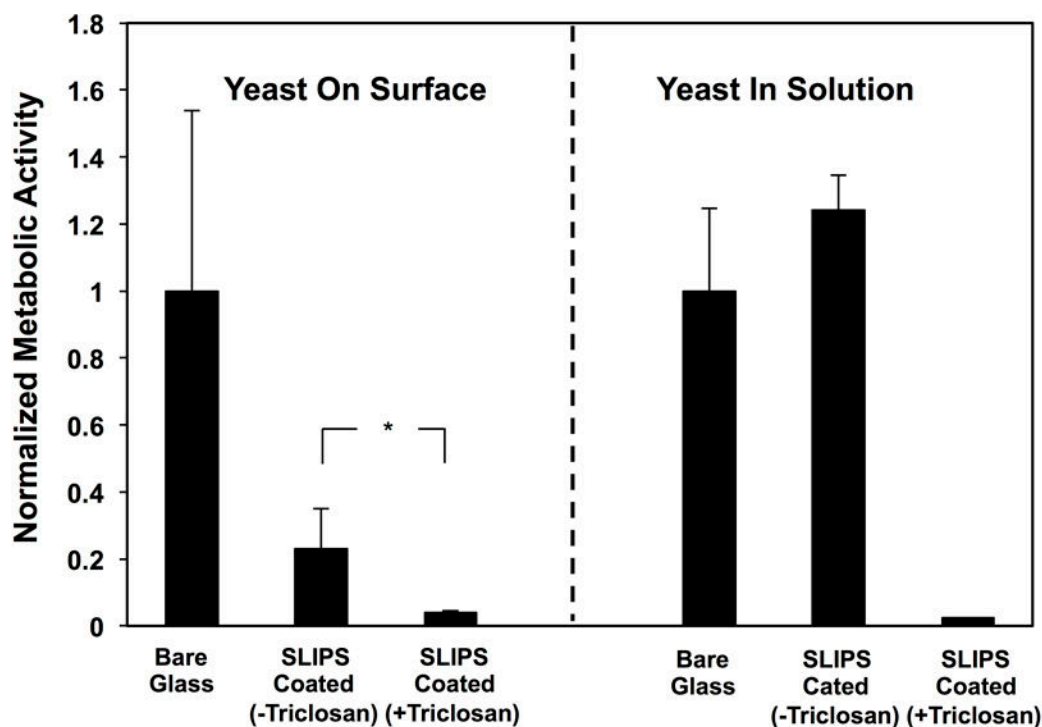 Normalized Metabolic Activity
1.8
1.6
1.4
1.2
1
0.8
0.6
0.4
0.2
0
Yeast On Surface
Yeast In Solution
*
Bare
Glass
SLIPS
Coated
(-Triclosan)
SLIPS
Coated
(+Triclosan)
Bare
Glass
SLIPS
Cated
(-Triclosan)
SLIPS
Coated
(+Triclosan)